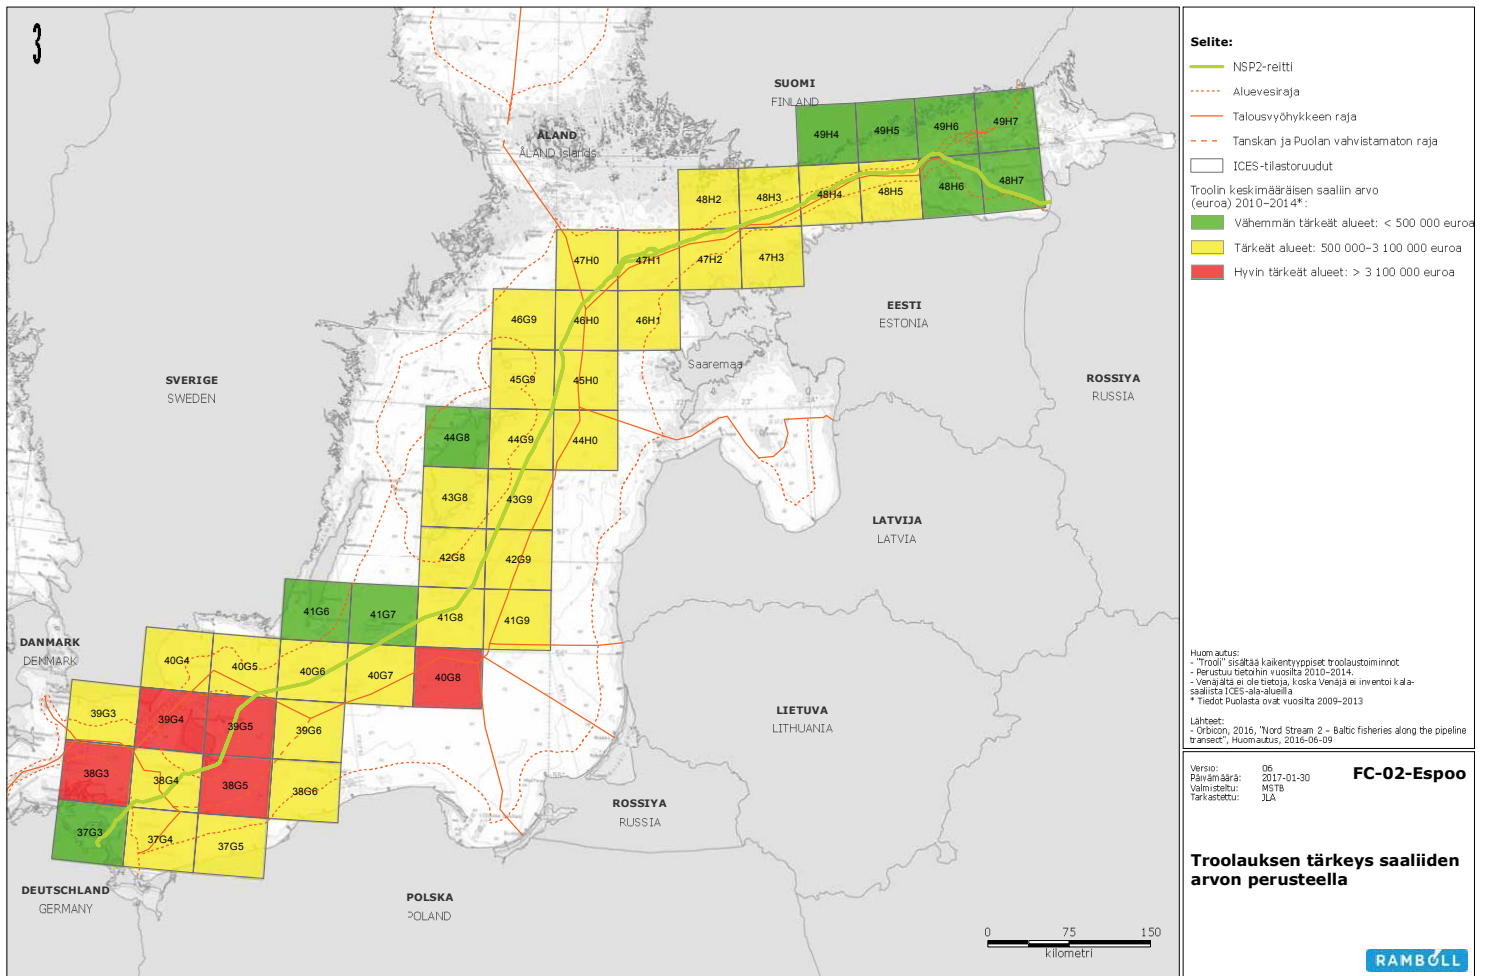 3
SUOMI
FINLAND
ÅLAND
ÅLAND Islands
SVERIGE
SWEDEN
EESTI
ESTONIA
Saaremaa
ROSSIYA
RUSSIA
LATVIJA
LATVIA
LIETUVA
LITHUANIA
ROSSIYA
RUSSIA
DANMARK
DENMARK
DEUTSCHLAND
GERMANY
POLSKA
POLAND
49H4
49H5
49H6
49H7
48H2
48H3
48H4
48H5
48H6
48H7
47H0
47H1
47H2
47H3
46G9
46H0
46H1
45G9
45H0
44G8
44G9
44H0
43G8
43G9
42G8
42G9
41G6
41G7
41G8
41G9
40G4
40G5
40G6
40G7
40G8
39G3
39G4
39G5
39G6
38G3
38G4
38G5
38G6
37G3
37G4
37G5
0 75 150
kilometri
Selite:
NSP2-reitti
Aluevesiraja
Talousvyöhykkeen raja
Tanskan ja Puolan vahvistamaton raja
ICES-tilastoruudut
Troolin keskimääräisen saaliin arvo
(euroa) 2010–2014*:
Vähemmän tärkeät alueet: < 500 000 euroa
Tärkeät alueet: 500 000–3 100 000 euroa
Hyvin tärkeät alueet: > 3 100 000 euroa
Huomautus:
- "Trooli" sisältää kaikentyyppiset troolaustoiminnot
- Perustuu tietoihin vuosilta 2010–2014.
- Venäjältä ei ole tietoja, koska Venäjä ei inventoi kala-
saaliista ICES-ala-alueilla
* Tiedot Puolasta ovat vuosilta 2009–2013
Lähteet:
- Orbicon, 2016, "Nord Stream 2 – Baltic fisheries along the pipeline
transect", Huomautus, 2016-06-09
Versio: 06
Päivämäärä: 2017-01-30
Valmisteltu: MSTB
Tarkastettu: JLA
FC-02-Espoo
Troolauksen tärkeys saaliiden
arvon perusteella
RAMBOLL